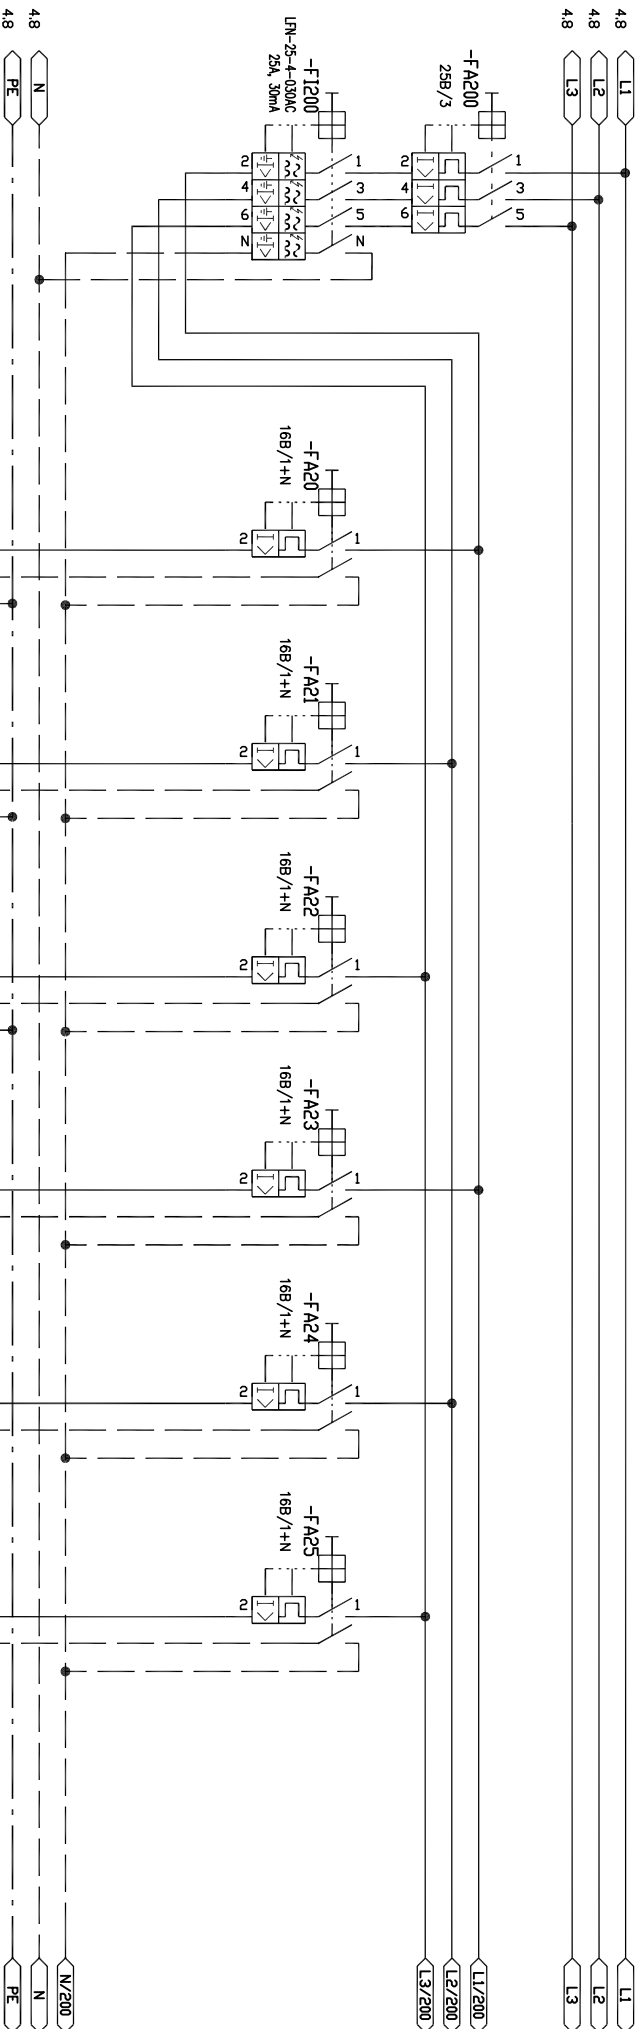 4.8
L1
L1
4.8
L2
L2
4.8
L3
L3
-FA200
25B/3
1
3
5
2
4
6
-FI200
LFN-25-4-030AC
25A, 30mA
1
3
5
N
2
4
6
N
L1/200
L2/200
L3/200
-FA20
16B/1+N
1
2
-FA21
16B/1+N
1
2
-FA22
16B/1+N
1
2
-FA23
16B/1+N
1
2
-FA24
16B/1+N
1
2
-FA25
16B/1+N
1
2
N/200
4.8
N
N
4.8
PE
PE